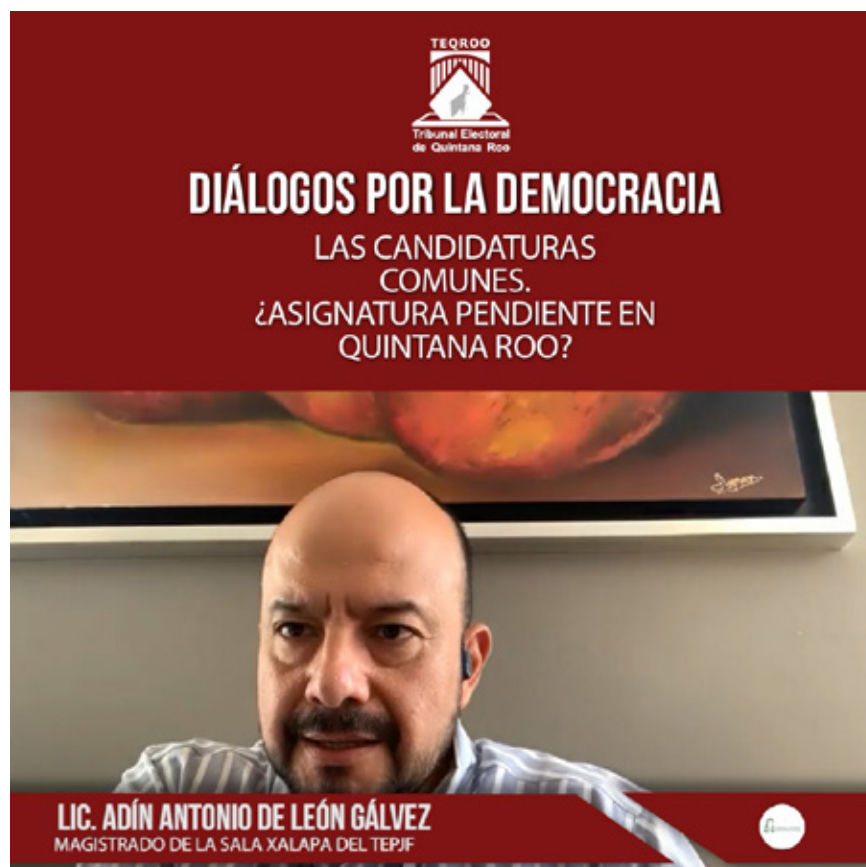 TEQROO
Tribunal Electoral
de Quintana Roo
DIÁLOGOS POR LA DEMOCRACIA
LAS CANDIDATURAS
COMUNES.
¿ASIGNATURA PENDIENTE EN
QUINTANA ROO?
LIC. ADÍN ANTONIO DE LEÓN GÁLVEZ
MAGISTRADO DE LA SALA XALAPA DEL TEPJF